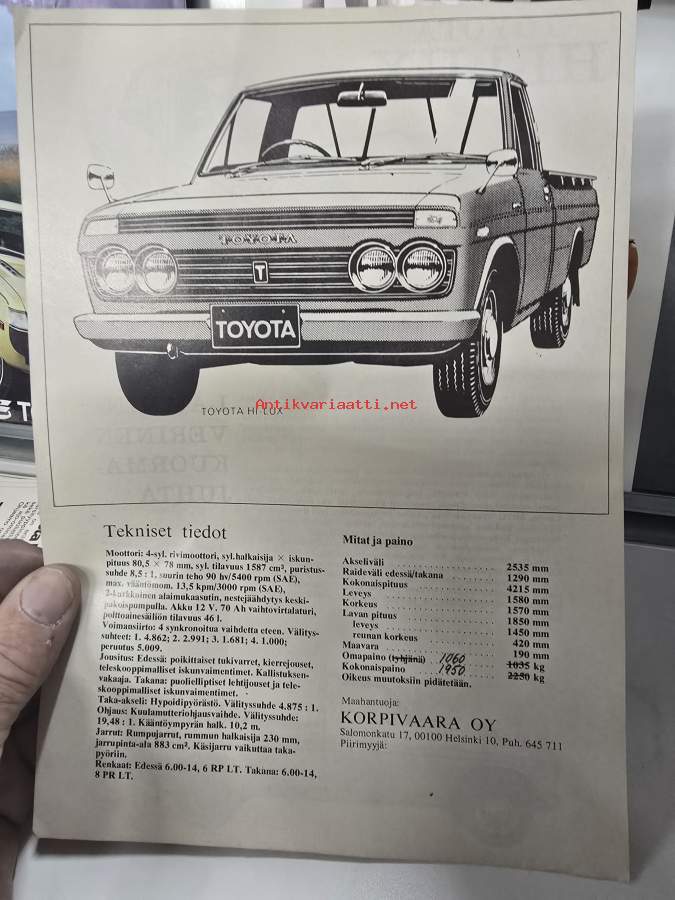 TOYOTA
T
TOYOTA
TOYOTA HI-LUX
Antikvariaatti.net
Tekniset tiedot
Moottori: 4-syl. rivimoottori, syl.halkaisija × iskun-
pituus 80,5 × 78 mm, syl. tilavuus 1587 cm³, puristus-
suhde 8,5 : 1, suurin teho 90 hv/5400 rpm (SAE),
max. vääntömom. 13,5 kpm/3000 rpm (SAE),
2-kurkkuinen alaimukaasutin, nestejäähdytys keski-
pakoispumpulla. Akku 12 V. 70 Ah vaihtovirtalaturi,
polttoainesäiliön tilavuus 46 l.
Voimansiirto: 4 synkronoitua vaihdetta eteen. Välitys-
suhteet: 1. 4.862; 2. 2.991; 3. 1.681; 4. 1.000;
peruutus 5.009.
Jousitus: Edessä: poikittaiset tukivarret, kierrejouset,
teleskooppimalliset iskunvaimentimet. Kallistuksen-
vakaaja. Takana: puolielliptiset lehtijouset ja tele-
skooppimaliset iskunvaimentimet.
Taka-akseli: Hypoidipyörästö. Välityssuhde 4.875 : 1.
Ohjaus: Kuulamutteriohjausvaihde. Välityssuhde:
19,48 : 1. Kääntöympyrän halk. 10,2 m.
Jarrut: Rumpujarrut, rummun halkaisija 230 mm,
jarrupinta-ala 883 cm². Käsijarru vaikuttaa taka-
pyöriin.
Renkaat: Edessä 6.00-14, 6 RP LT. Takana: 6.00-14,
8 PR LT.
Mitat ja paino
Akseliväli 2535 mm
Raideväli edessä/takana 1290 mm
Kokonaispituus 4215 mm
Leveys 1580 mm
Korkeus 1570 mm
Lavan pituus 1850 mm
leveys 1450 mm
reunan korkeus 420 mm
Maavara 190 mm
Omapaino (tyhjänä) 1060 1035 kg
Kokonaispaino 1950 2250 kg
Oikeus muutoksiin pidätetään.
Maahantuoja:
KORPIVAARA OY
Salomonkatu 17, 00100 Helsinki 10, Puh. 645 711
Piirimyyjä: